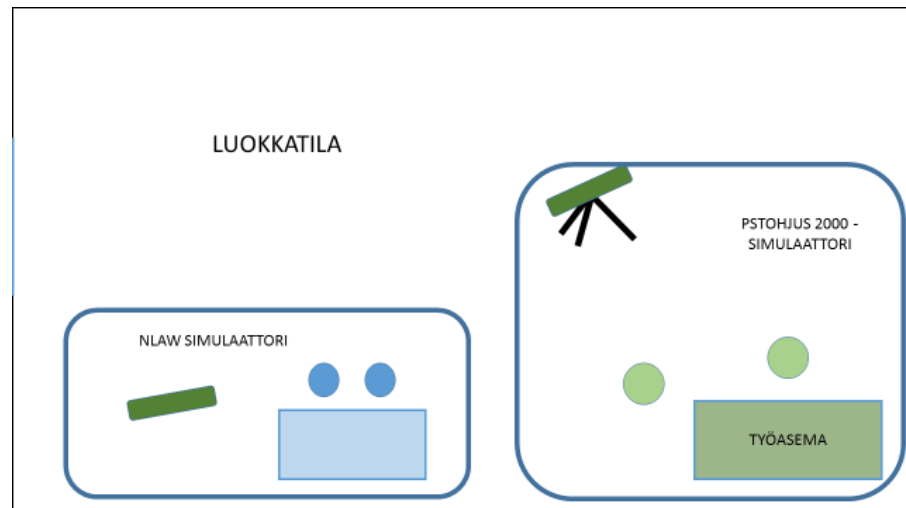 LUOKKATILA
PSTOHJUS 2000 -
SIMULAATTORI
NLAW SIMULAATTORI
TYÖASEMA